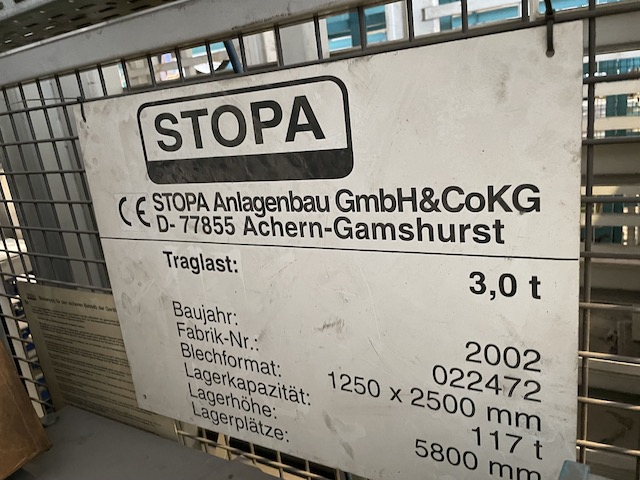 STOPA
CE STOPA Anlagenbau GmbH&CoKG
D- 77855 Achern-Gamshurst
Traglast: 3,0 t
Baujahr: 2002
Fabrik-Nr.: 022472
Blechformat: 1250 x 2500 mm
Lagerkapazität: 117 t
Lagerhöhe: 5800 mm
Lagerplätze: